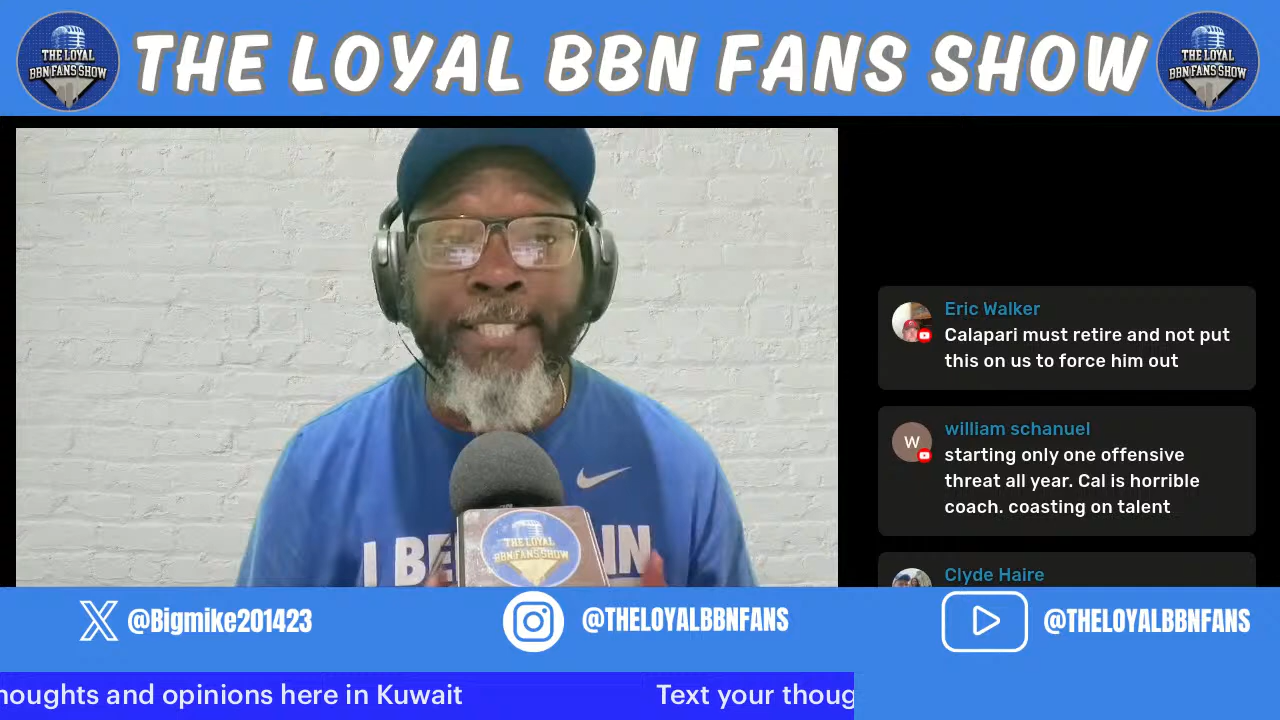 THE LOYAL
BBN FANS SHOW
THE LOYAL BBN FANS SHOW
THE LOYAL
BBN FANS SHOW
Eric Walker
Calapari must retire and not put
this on us to force him out
W
william schanuel
starting only one offensive
threat all year. Cal is horrible
coach. coasting on talent
Clyde Haire
I BE IN
THE LOYAL
BBN FANS SHOW
@Bigmike201423
@THELOYALBBNFANS
@THELOYALBBNFANS
houghts and opinions here in Kuwait
Text your thoug